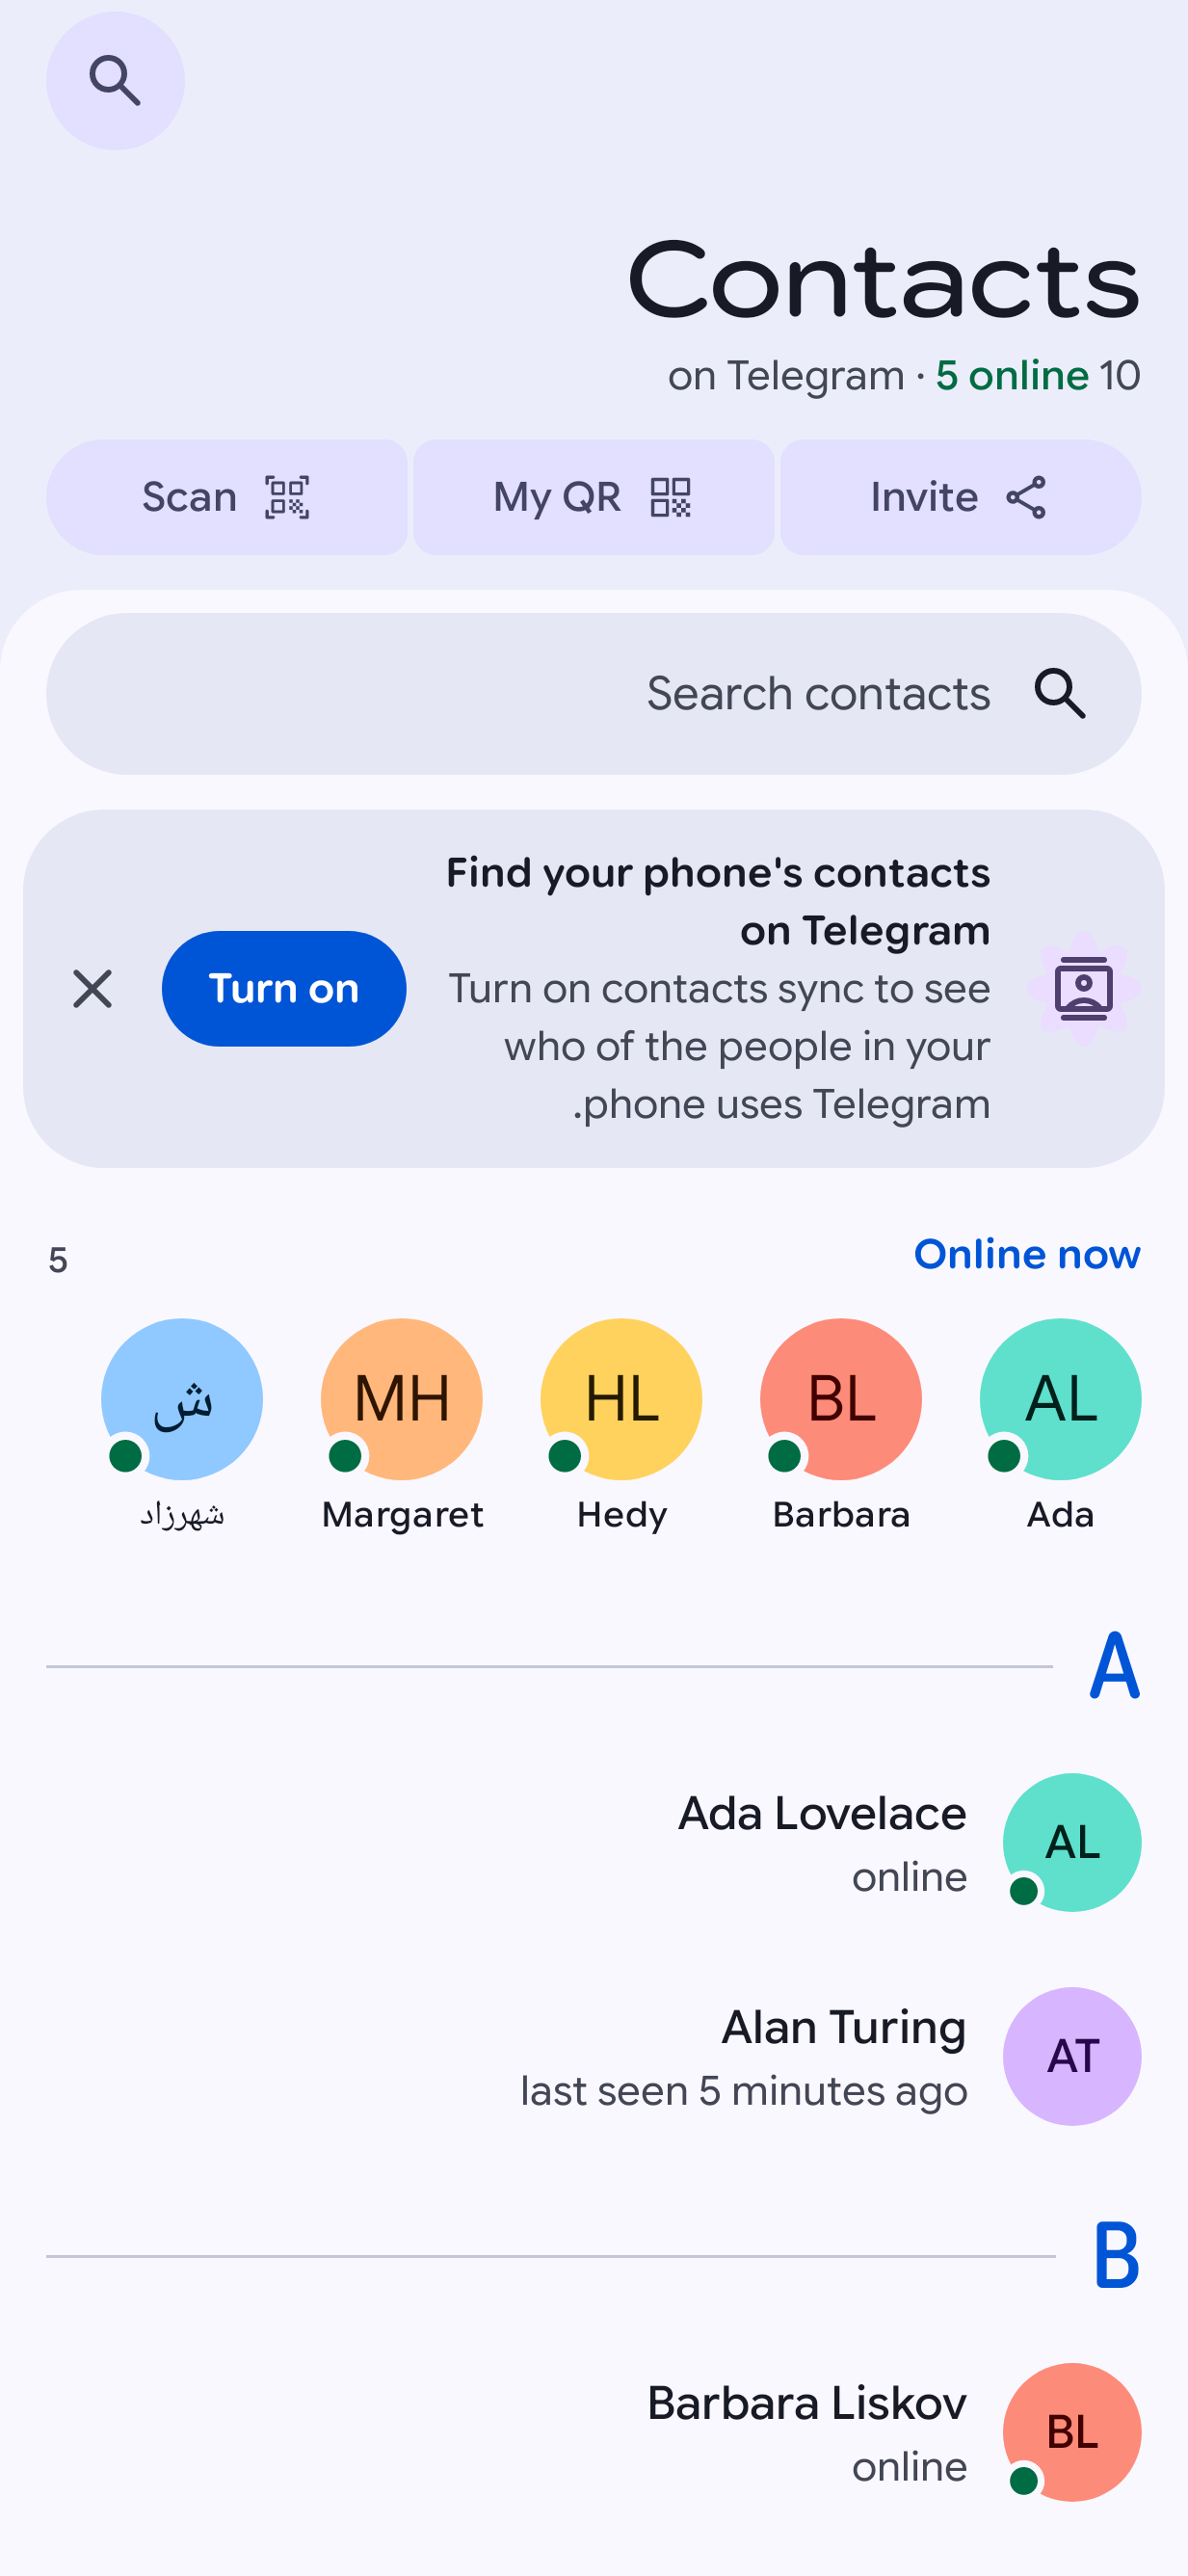 Contacts
on Telegram · 5 online 10
Invite
My QR
Scan
Search contacts
Find your phone's contacts
on Telegram
Turn on contacts sync to see
who of the people in your
.phone uses Telegram
Turn on
Online now
5
AL
BL
HL
MH
ش
Ada
Barbara
Hedy
Margaret
شهرزاد
A
AL
Ada Lovelace
online
AT
Alan Turing
last seen 5 minutes ago
B
BL
Barbara Liskov
online